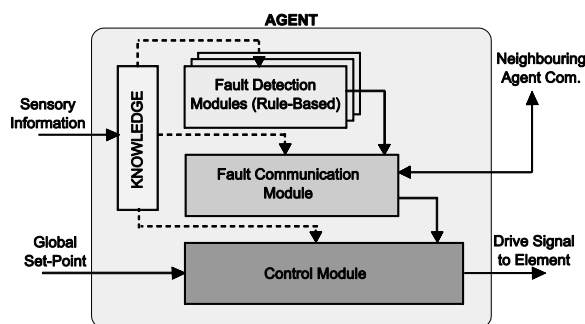 AGENT
Neighbouring
Agent Com.
Fault Detection
Modules (Rule-Based)
Sensory
Information
KNOWLEDGE
Fault Communication
Module
Global
Set-Point
Control Module
Drive Signal
to Element